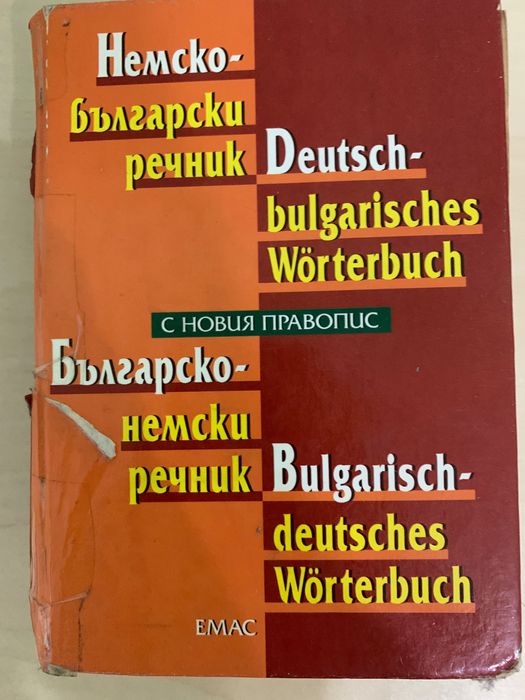 Немско-
български
речник
Deutsch-
bulgarisches
Wörterbuch
С НОВИЯ ПРАВОПИС
Българско-
немски
речник
Bulgarisch-
deutsches
Wörterbuch
ЕМАС